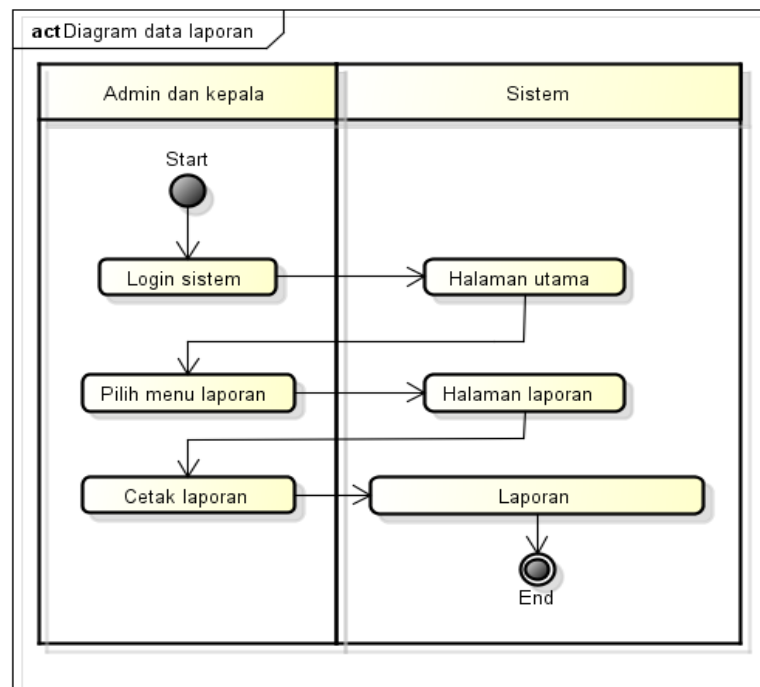 act Diagram data laporan
Admin dan kepala
Sistem
Start
Login sistem
Halaman utama
Pilih menu laporan
Halaman laporan
Cetak laporan
Laporan
End